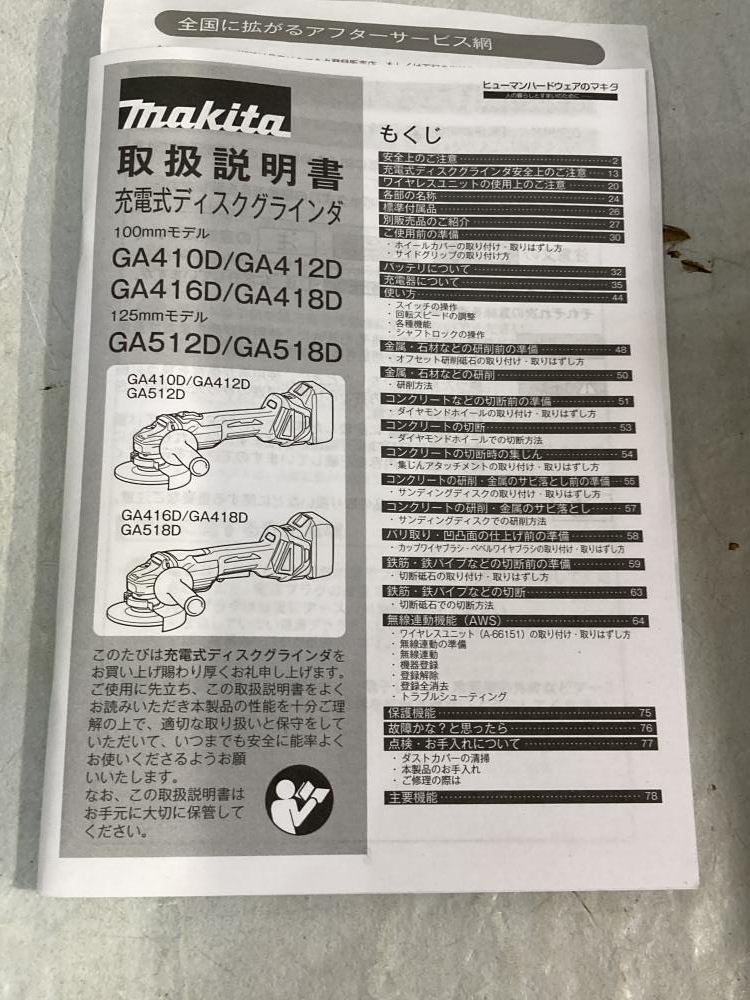 全国に拡がるアフターサービス網
makita
取扱説明書
充電式ディスクグラインダ
100mmモデル
GA410D/GA412D
GA416D/GA418D
125mmモデル
GA512D/GA518D
GA410D/GA412D
GA512D
GA416D/GA418D
GA518D
このたびは充電式ディスクグラインダを
お買い上げ賜わり厚くお礼申し上げます。
ご使用に先立ち、この取扱説明書をよく
お読みいただき本製品の性能を十分ご理
解の上で、適切な取り扱いと保守をして
いただいて、いつまでも安全に能率よく
お使いくださるようお願
いいたします。
なお、この取扱説明書は
お手元に大切に保管して
ください。
ヒューマンハードウェアのマキタ
人の暮らしとすまいのために
もくじ
安全上のご注意 2
充電式ディスクグラインダ安全上のご注意 13
ワイヤレスユニットの使用上のご注意 20
各部の名称 24
標準付属品 26
別販売品のご紹介 27
ご使用前の準備 30
・ホイールカバーの取り付け・取りはずし方
・サイドグリップの取り付け方
バッテリについて 32
充電器について 35
使い方 44
・スイッチの操作
・回転スピードの調整
・各種機能
・シャフトロックの操作
金属・石材などの研削前の準備 48
・オフセット研削砥石の取り付け・取りはずし方
金属・石材などの研削 50
・研削方法
コンクリートなどの切断前の準備 51
・ダイヤモンドホイールの取り付け・取りはずし方
コンクリートの切断 53
・ダイヤモンドホイールでの切断方法
コンクリートの切断時の集じん 54
・集じんアタッチメントの取り付け・取りはずし方
コンクリートの研削・金属のサビ落とし前の準備 55
・サンディングディスクの取り付け・取りはずし方
コンクリートの研削・金属のサビ落とし 57
・サンディングディスクでの研削方法
バリ取り・凹凸面の仕上げ前の準備 58
・カップワイヤブラシ・ベベルワイヤブラシの取り付け・取りはずし方
鉄筋・鉄パイプなどの切断前の準備 59
・切断砥石の取り付け・取りはずし方
鉄筋・鉄パイプなどの切断 63
・切断砥石での切断方法
無線連動機能（AWS） 64
・ワイヤレスユニット（A-66151）の取り付け・取りはずし方
・無線連動の準備
・無線連動
・機器登録
・登録解除
・登録全消去
・トラブルシューティング
保護機能 75
故障かな？と思ったら 76
点検・お手入れについて 77
・ダストカバーの清掃
・本製品のお手入れ
・ご修理の際は
主要機能 78